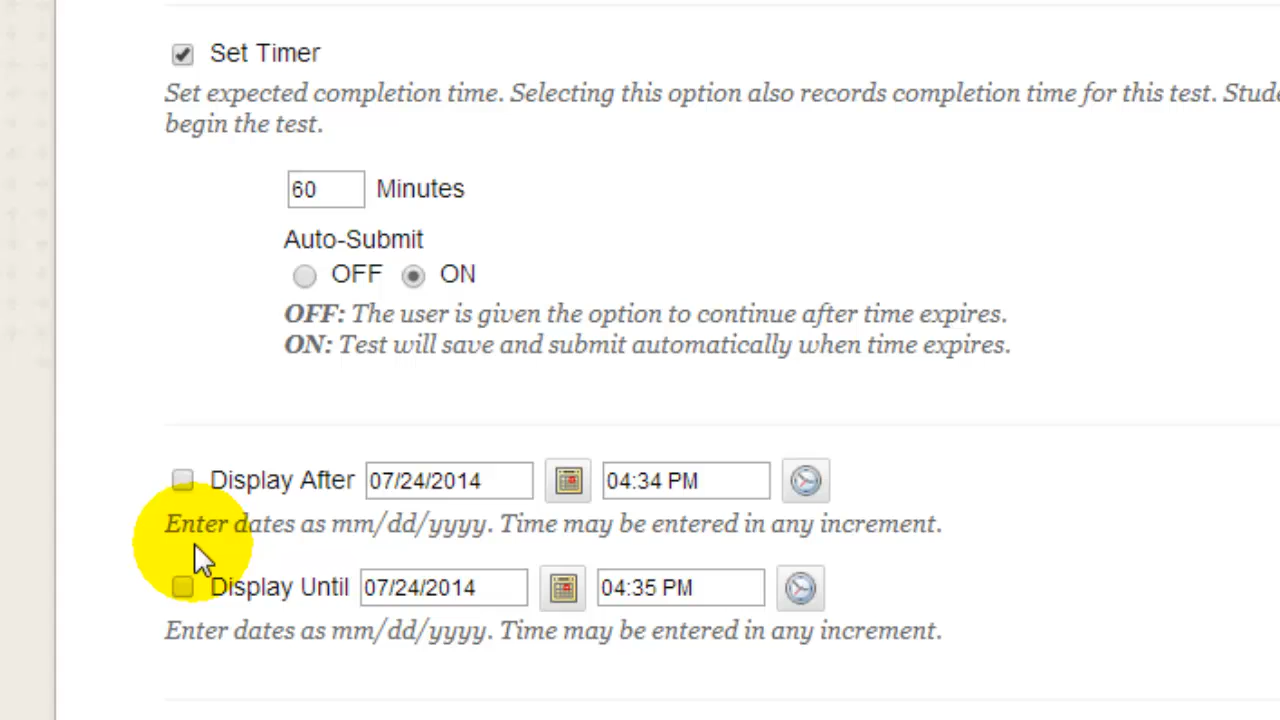 Set Timer
Set expected completion time. Selecting this option also records completion time for this test.
begin the test.
60 Minutes
Auto-Submit
OFF ON
OFF: The user is given the option to continue after time expires.
ON: Test will save and submit automatically when time expires.
Display After 07/24/2014 04:34 PM
Enter dates as mm/dd/yyyy. Time may be entered in any increment.
Display Until 07/24/2014 04:35 PM
Enter dates as mm/dd/yyyy. Time may be entered in any increment.